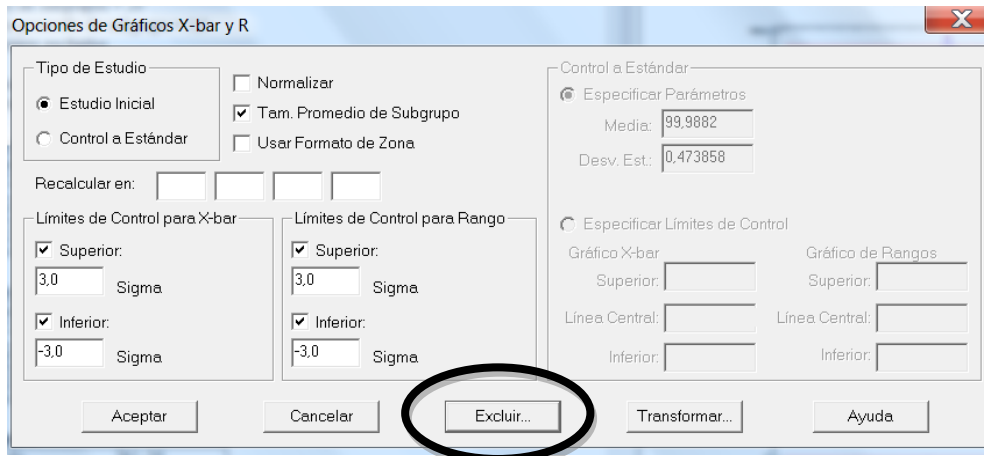 Opciones de Gráficos X-bar y R
Tipo de Estudio
Estudio Inicial
Control a Estándar
Normalizar
Tam. Promedio de Subgrupo
Usar Formato de Zona
Recalcular en:
Límites de Control para X-bar
Superior:
3,0 Sigma
Inferior:
-3,0 Sigma
Límites de Control para Rango
Superior:
3,0 Sigma
Inferior:
-3,0 Sigma
Control a Estándar
Especificar Parámetros
Media: 99,9882
Desv. Est.: 0,473858
Especificar Límites de Control
Gráfico X-bar
Superior:
Línea Central:
Inferior:
Gráfico de Rangos
Superior:
Línea Central:
Inferior:
Aceptar
Cancelar
Excluir...
Transformar...
Ayuda